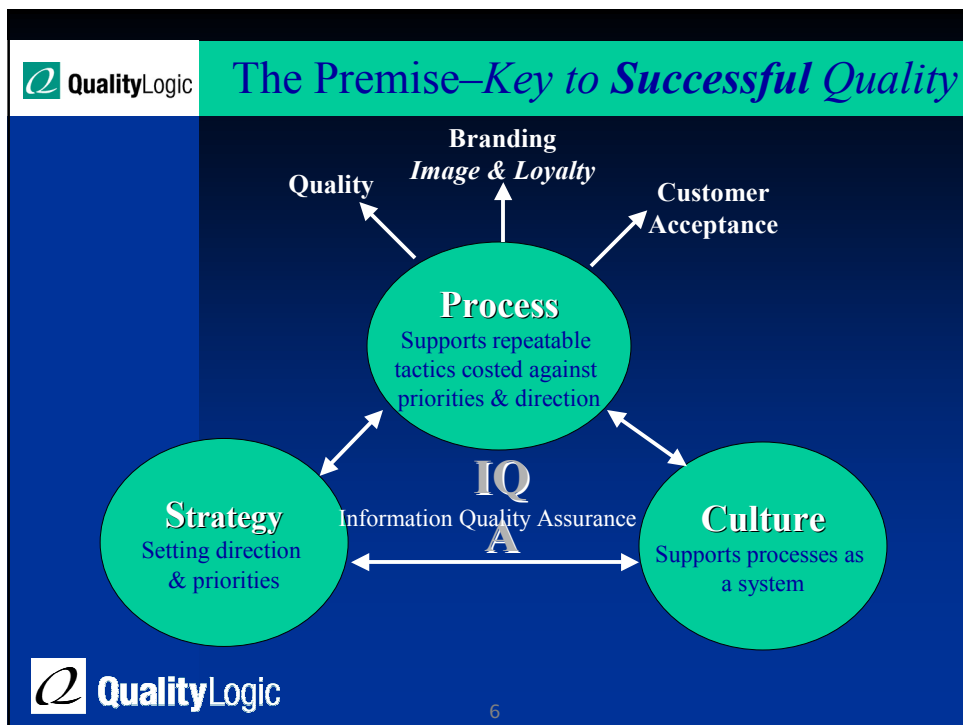 QualityLogic
The Premise–Key to Successful Quality
Branding
Image & Loyalty
Quality
Customer
Acceptance
Process
Supports repeatable
tactics costed against
priorities & direction
Strategy
Setting direction
& priorities
IQ
Information Quality Assurance
A
Culture
Supports processes as
a system
QualityLogic
6